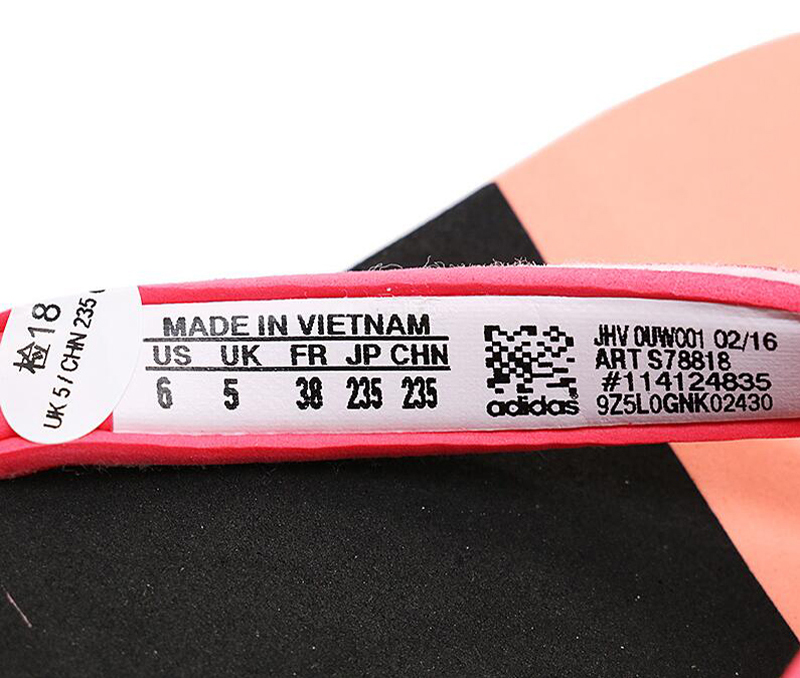 检18
UK 5 / CHN 235
MADE IN VIETNAM
US UK FR JP CHN
6 5 38 235 235
adidas
JHV 0UW001 02/16
ART S78818
#114124835
9Z5L0GNK02430